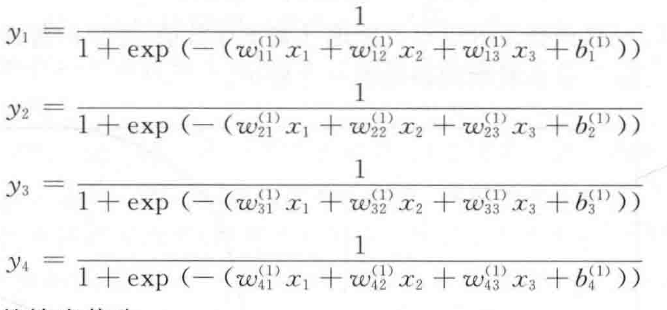 y₁ = 1 / (1 + exp (−(w₁₁⁽¹⁾ x₁ + w₁₂⁽¹⁾ x₂ + w₁₃⁽¹⁾ x₃ + b₁⁽¹⁾)))
y₂ = 1 / (1 + exp (−(w₂₁⁽¹⁾ x₁ + w₂₂⁽¹⁾ x₂ + w₂₃⁽¹⁾ x₃ + b₂⁽¹⁾)))
y₃ = 1 / (1 + exp (−(w₃₁⁽¹⁾ x₁ + w₃₂⁽¹⁾ x₂ + w₃₃⁽¹⁾ x₃ + b₃⁽¹⁾)))
y₄ = 1 / (1 + exp (−(w₄₁⁽¹⁾ x₁ + w₄₂⁽¹⁾ x₂ + w₄₃⁽¹⁾ x₃ + b₄⁽¹⁾)))